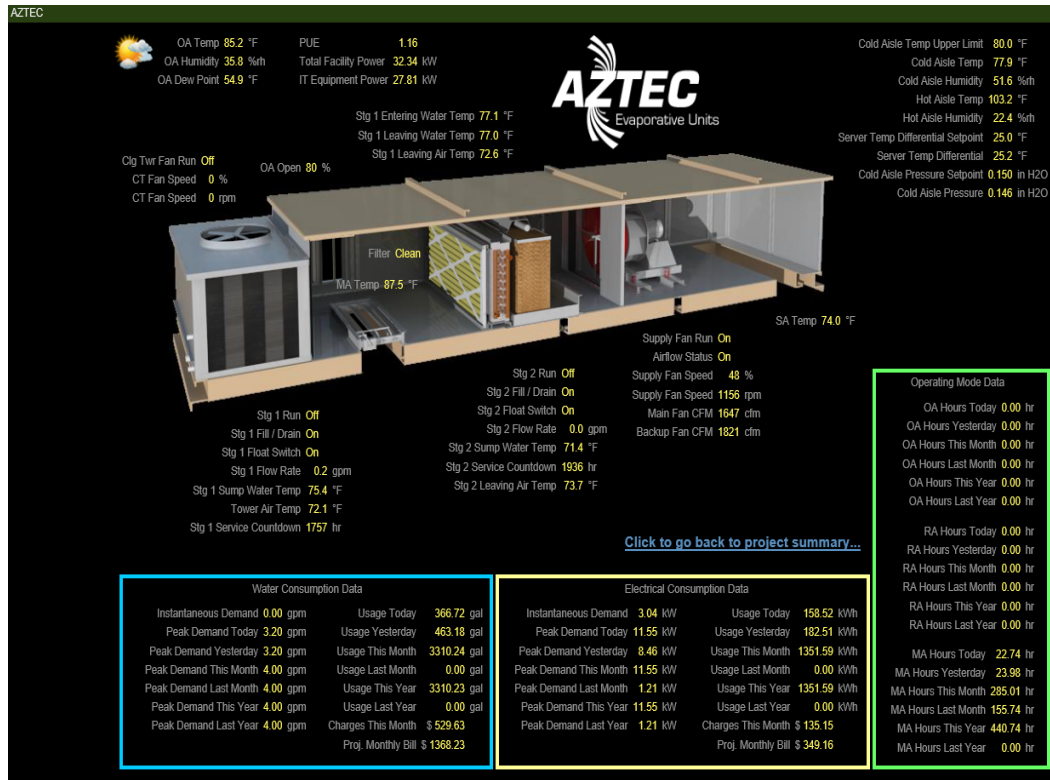 AZTEC
OA Temp 85.2 °F
OA Humidity 35.8 %rh
OA Dew Point 54.9 °F
PUE 1.16
Total Facility Power 32.34 kW
IT Equipment Power 27.81 kW
AZTEC
Evaporative Units
Cold Aisle Temp Upper Limit 80.0 °F
Cold Aisle Temp 77.9 °F
Cold Aisle Humidity 51.6 %rh
Hot Aisle Temp 103.2 °F
Hot Aisle Humidity 22.4 %rh
Server Temp Differential Setpoint 25.0 °F
Server Temp Differential 25.2 °F
Cold Aisle Pressure Setpoint 0.150 in H2O
Cold Aisle Pressure 0.146 in H2O
Stg 1 Entering Water Temp 77.1 °F
Stg 1 Leaving Water Temp 77.0 °F
Stg 1 Leaving Air Temp 72.6 °F
Clg Twr Fan Run Off
CT Fan Speed 0 %
CT Fan Speed 0 rpm
OA Open 80 %
Filter Clean
MA Temp 87.5 °F
SA Temp 74.0 °F
Supply Fan Run On
Airflow Status On
Supply Fan Speed 48 %
Supply Fan Speed 1156 rpm
Main Fan CFM 1647 cfm
Backup Fan CFM 1821 cfm
Stg 2 Run Off
Stg 2 Fill / Drain On
Stg 2 Float Switch On
Stg 2 Flow Rate 0.0 gpm
Stg 2 Sump Water Temp 71.4 °F
Stg 2 Service Countdown 1936 hr
Stg 2 Leaving Air Temp 73.7 °F
Stg 1 Run Off
Stg 1 Fill / Drain On
Stg 1 Float Switch On
Stg 1 Flow Rate 0.2 gpm
Stg 1 Sump Water Temp 75.4 °F
Tower Air Temp 72.1 °F
Stg 1 Service Countdown 1757 hr
Click to go back to project summary...
Operating Mode Data
OA Hours Today 0.00 hr
OA Hours Yesterday 0.00 hr
OA Hours This Month 0.00 hr
OA Hours Last Month 0.00 hr
OA Hours This Year 0.00 hr
OA Hours Last Year 0.00 hr
RA Hours Today 0.00 hr
RA Hours Yesterday 0.00 hr
RA Hours This Month 0.00 hr
RA Hours Last Month 0.00 hr
RA Hours This Year 0.00 hr
RA Hours Last Year 0.00 hr
MA Hours Today 22.74 hr
MA Hours Yesterday 23.98 hr
MA Hours This Month 285.01 hr
MA Hours Last Month 155.74 hr
MA Hours This Year 440.74 hr
MA Hours Last Year 0.00 hr
Water Consumption Data
Instantaneous Demand 0.00 gpm Usage Today 366.72 gal
Peak Demand Today 3.20 gpm Usage Yesterday 463.18 gal
Peak Demand Yesterday 3.20 gpm Usage This Month 3310.24 gal
Peak Demand This Month 4.00 gpm Usage Last Month 0.00 gal
Peak Demand Last Month 4.00 gpm Usage This Year 3310.23 gal
Peak Demand This Year 4.00 gpm Usage Last Year 0.00 gal
Peak Demand Last Year 4.00 gpm Charges This Month $ 529.63
Proj. Monthly Bill $ 1368.23
Electrical Consumption Data
Instantaneous Demand 3.04 kW Usage Today 158.52 kWh
Peak Demand Today 11.55 kW Usage Yesterday 182.51 kWh
Peak Demand Yesterday 8.46 kW Usage This Month 1351.59 kWh
Peak Demand This Month 11.55 kW Usage Last Month 0.00 kWh
Peak Demand Last Month 1.21 kW Usage This Year 1351.59 kWh
Peak Demand This Year 11.55 kW Usage Last Year 0.00 kWh
Peak Demand Last Year 1.21 kW Charges This Month $ 135.15
Proj. Monthly Bill $ 349.16